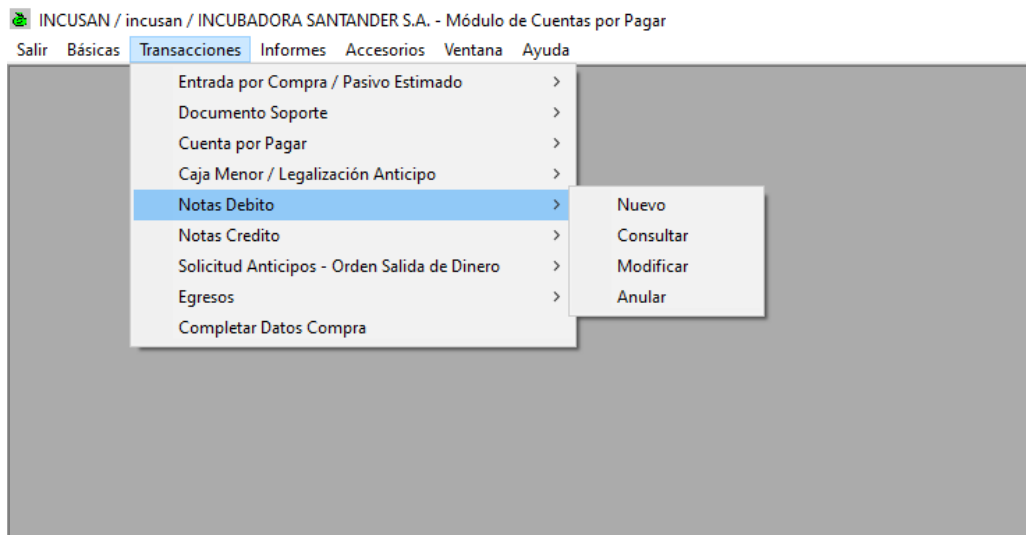 INCUSAN / incusan / INCUBADORA SANTANDER S.A. - Módulo de Cuentas por Pagar
Salir Básicas Transacciones Informes Accesorios Ventana Ayuda
Entrada por Compra / Pasivo Estimado
Documento Soporte
Cuenta por Pagar
Caja Menor / Legalización Anticipo
Notas Debito
Notas Credito
Solicitud Anticipos - Orden Salida de Dinero
Egresos
Completar Datos Compra
Nuevo
Consultar
Modificar
Anular